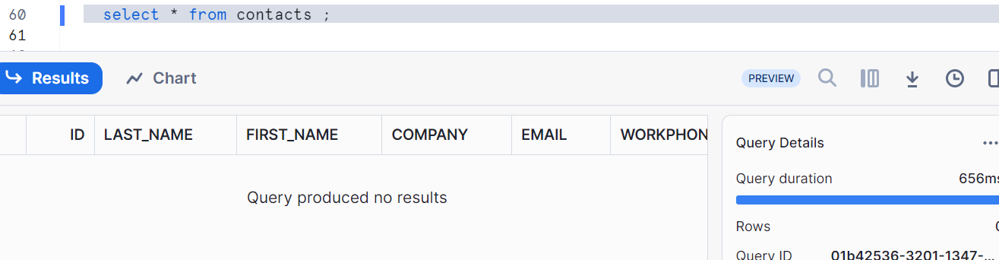 60 select * from contacts ;
61
Results Chart PREVIEW
ID LAST_NAME FIRST_NAME COMPANY EMAIL WORKPHON
Query produced no results
Query Details ...
Query duration 656ms
Rows
Query ID 01b42536-3201-1347-...